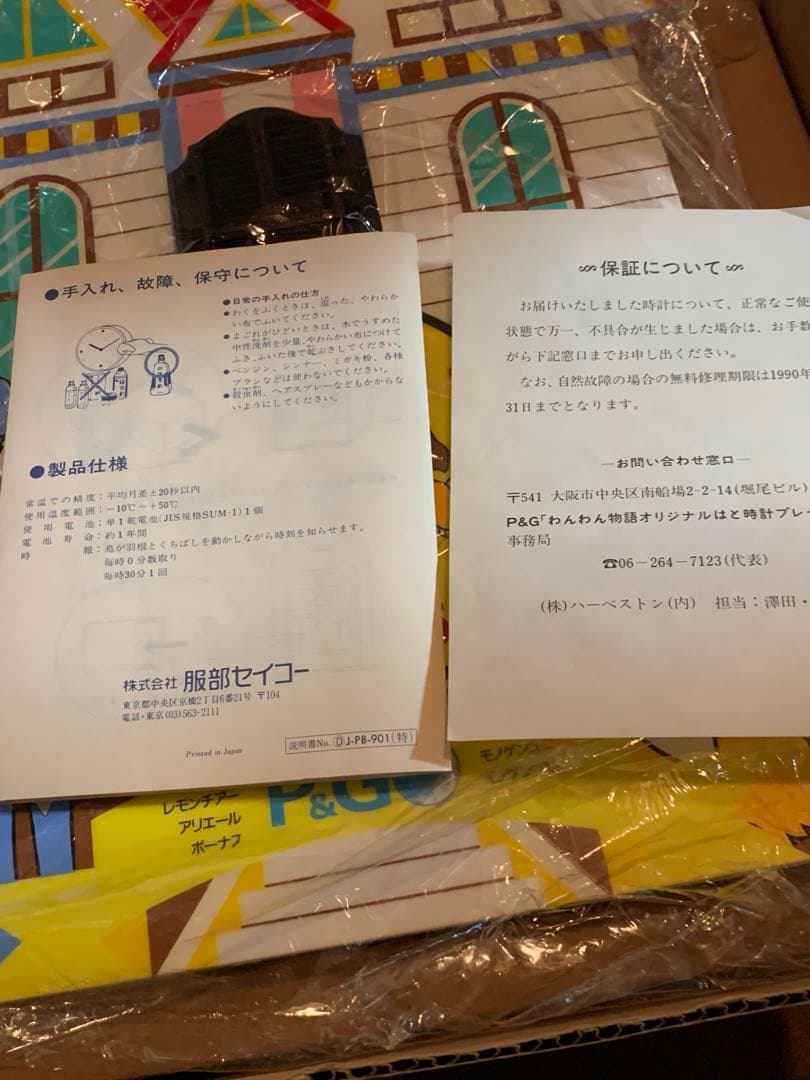 ●手入れ、故障、保守について
●日常の手入れの仕方
●わくをふくときは、湿った、やわらか
い布でふいてください。
●よごれがひどいときは、水でうすめた
中性洗剤を少量、やわらかい布につけて
ふき、ふいた後で乾ぶきしてください。
●ベンジン、シンナー、ミガキ粉、各種
ブラシなどは使わないでください。
●殺虫剤、ヘアスプレーなどもかからな
いようにしてください。
●製品仕様
常温での精度：平均月差±20秒以内
使用温度範囲：−10℃〜+50℃
使用電池：単1乾電池(JIS規格SUM-1)1個
電池寿命：約1年間
時報：鳥が羽根とくちばしを動かしながら時刻を知らせます。
毎時0分数取り
毎時30分1回
株式会社 服部セイコー
東京都中央区京橋2丁目6番21号 〒104
電話・東京(03)563-2111
Printed in Japan
説明書No.ⒹJ-PB-901(特)
保証について
お届けいたしました時計について、正常なご使
状態で万一、不具合が生じました場合は、お手数
がら下記窓口までお申し出ください。
なお、自然故障の場合の無料修理期限は1990年
31日までとなります。
―お問い合わせ窓口―
〒541 大阪市中央区南船場2-2-14(堀尾ビル)
P&G「わんわん物語オリジナルはと時計プレ
事務局
☎06−264−7123(代表)
(株)ハーベストン(内) 担当：澤田・
レモンチアー
アリエール
ボーナス
P&G
モノゲン